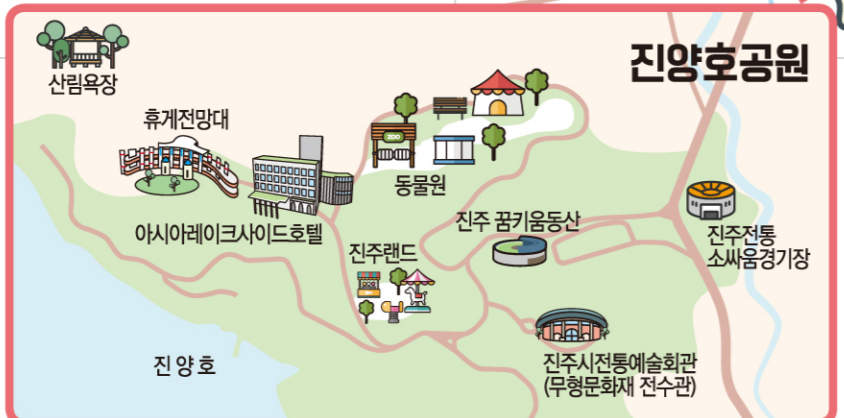 진양호공원
산림욕장
휴게전망대
ZOO
동물원
아시아레이크사이드호텔
진주 꿈키움동산
진주전통
소싸움경기장
진주랜드
진양호
진주시전통예술회관
(무형문화재 전수관)